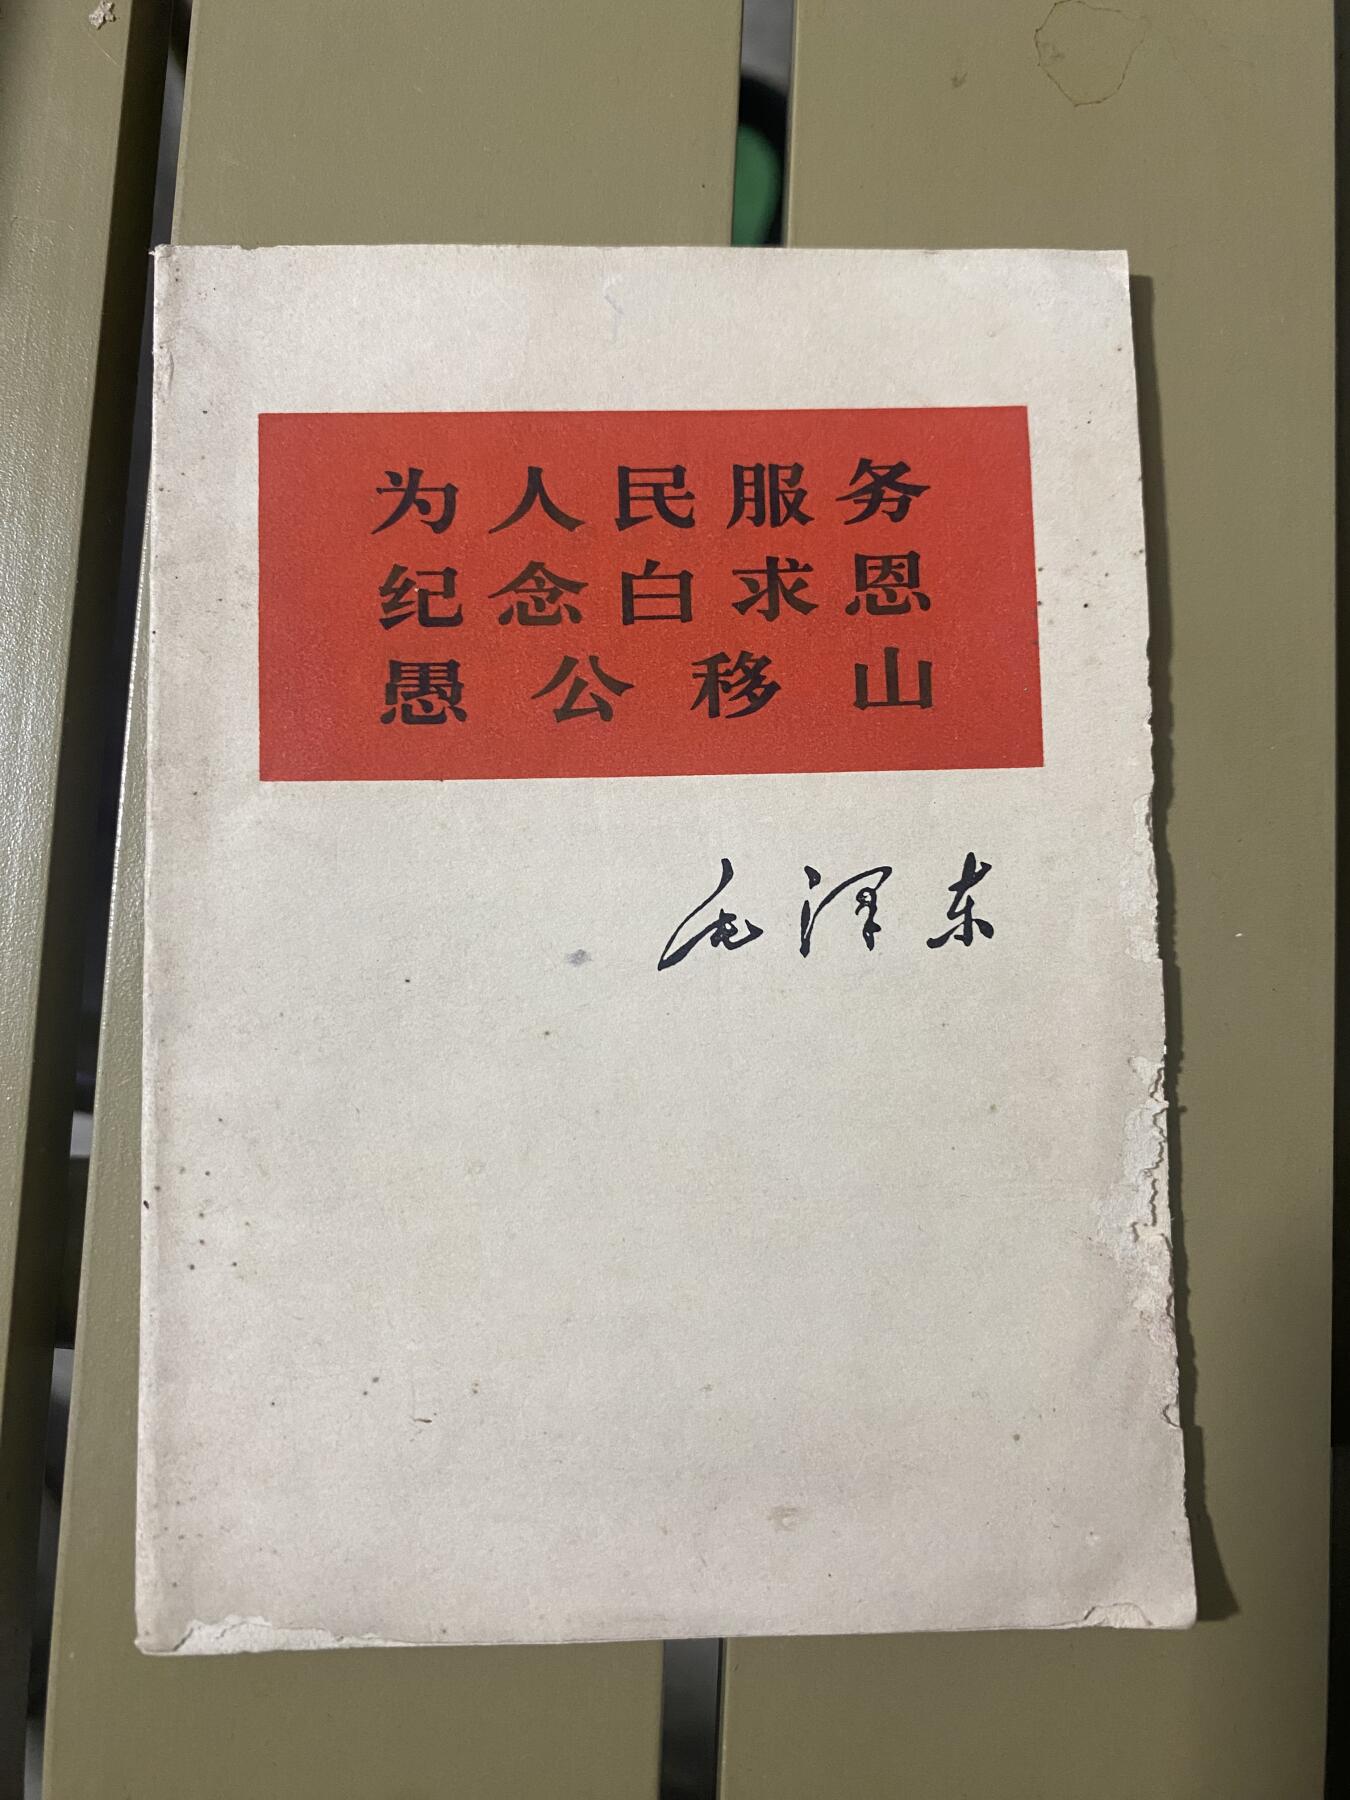 为人民服务
纪念白求恩
愚公移山
毛泽东